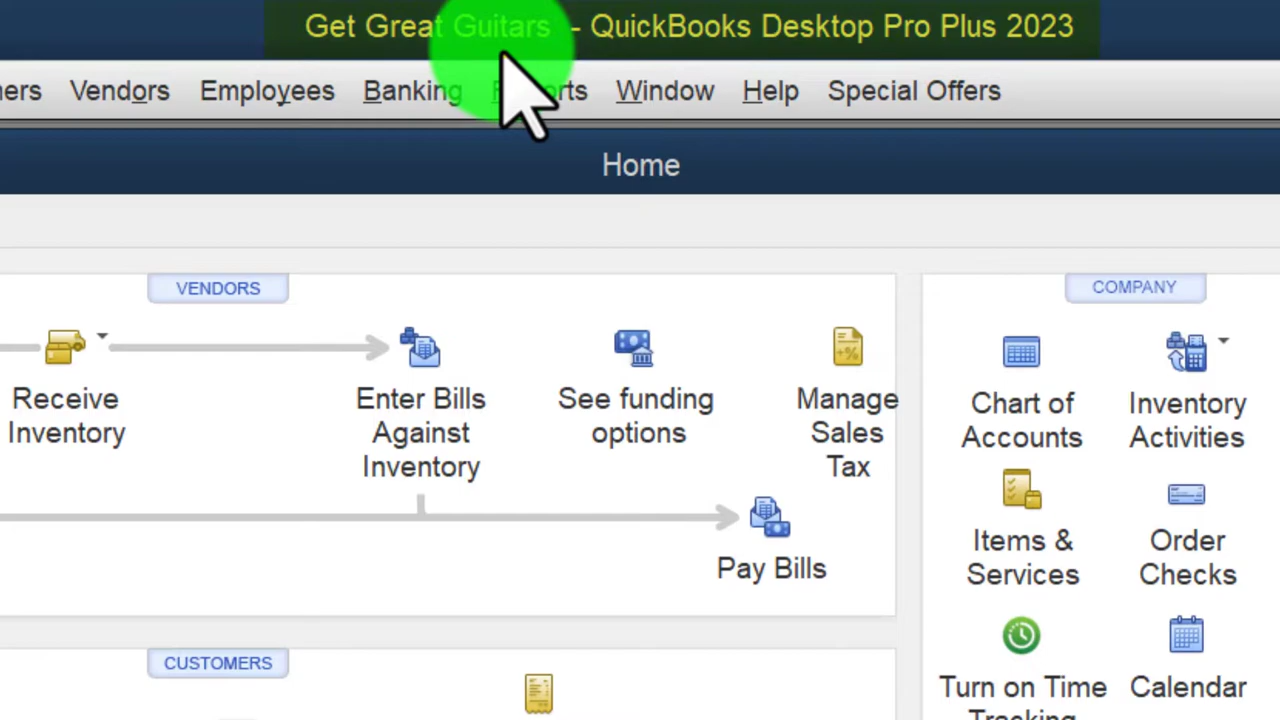 Get Great Guitars - QuickBooks Desktop Pro Plus 2023
ers Vendors Employees Banking Reports Window Help Special Offers
Home
VENDORS
COMPANY
Receive
Inventory
Enter Bills
Against
Inventory
See funding
options
Manage
Sales
Tax
Chart of
Accounts
Inventory
Activities
Pay Bills
Items &
Services
Order
Checks
CUSTOMERS
Turn on Time
Tracking
Calendar